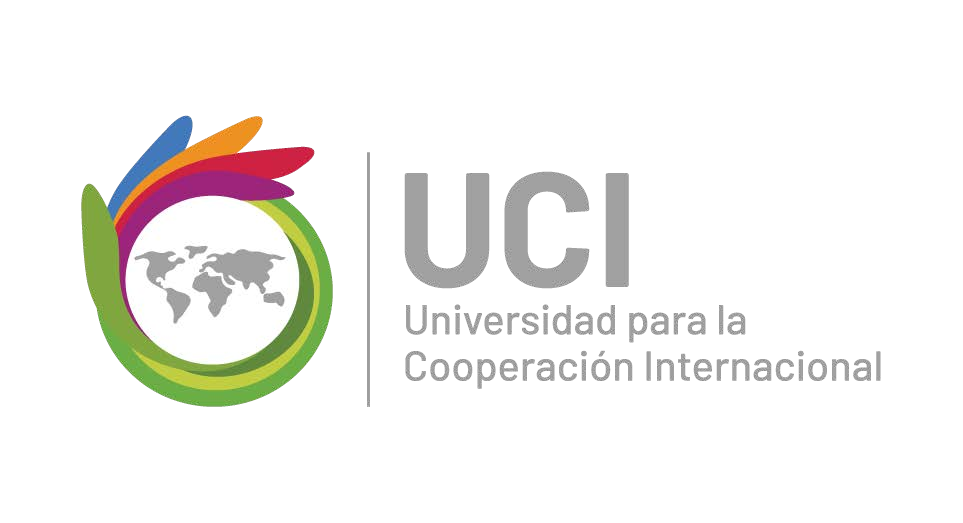 UCI
Universidad para la
Cooperación Internacional